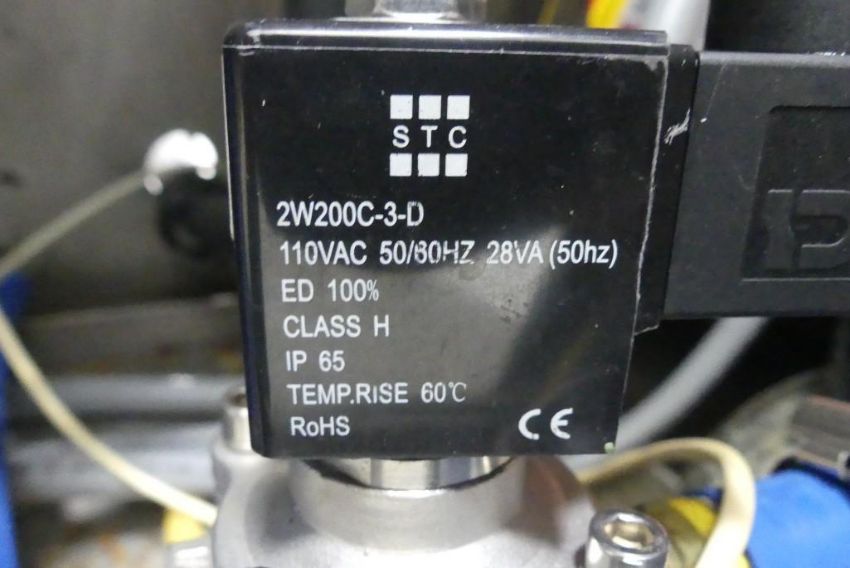 STC
2W200C-3-D
110VAC 50/60HZ 28VA (50hz)
ED 100%
CLASS H
IP 65
TEMP.RISE 60℃
RoHS
CE